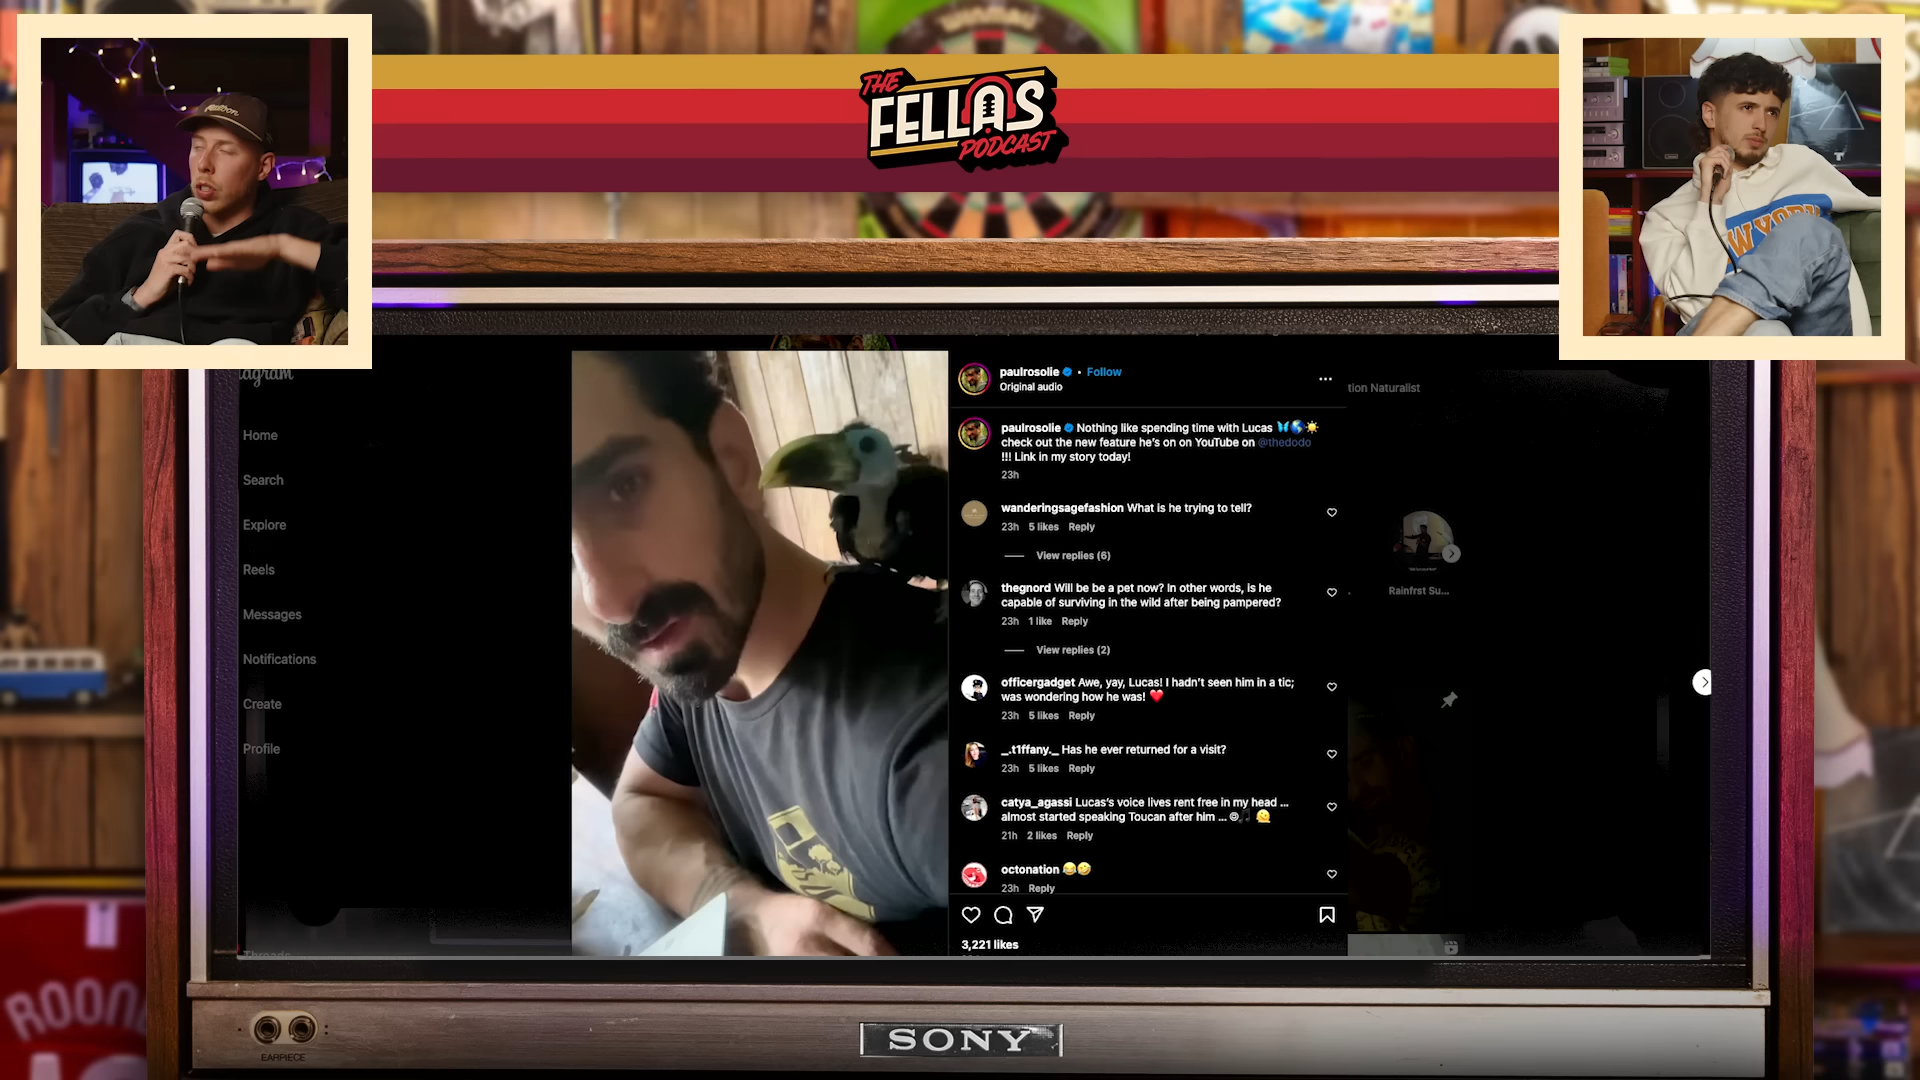 THE
FELLAS
PODCAST
Home
Search
Explore
Reels
Messages
Notifications
Create
Profile
Threads
paulrosolie • Follow
Original audio
paulrosolie Nothing like spending time with Lucas 🦋🌎☀️
check out the new feature he's on on YouTube on @thedodo
!!! Link in my story today!
23h
wanderingsagefashion What is he trying to tell?
23h 5 likes Reply
View replies (6)
thegnord Will be be a pet now? In other words, is he
capable of surviving in the wild after being pampered?
23h 1 like Reply
View replies (2)
officergadget Awe, yay, Lucas! I hadn't seen him in a tic;
was wondering how he was! ❤️
23h 5 likes Reply
_.t1ffany._ Has he ever returned for a visit?
23h 5 likes Reply
catya_agassi Lucas's voice lives rent free in my head ...
almost started speaking Toucan after him ...
21h 2 likes Reply
octonation 😂🤣
23h Reply
3,221 likes
tion Naturalist
Rainfrst Su...
EARPIECE
SONY
ROON